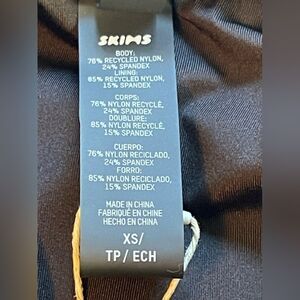 SKIMS
BODY:
76% RECYCLED NYLON,
24% SPANDEX
LINING:
85% RECYCLED NYLON,
15% SPANDEX
CORPS:
76% NYLON RECYCLÉ,
24% SPANDEX
DOUBLURE:
85% NYLON RECYCLÉ,
15% SPANDEX
CUERPO:
76% NYLON RECICLADO,
24% SPANDEX
FORRO:
85% NYLON RECICLADO,
15% SPANDEX
MADE IN CHINA
FABRIQUÉ EN CHINE
HECHO EN CHINA
XS/
TP / ECH